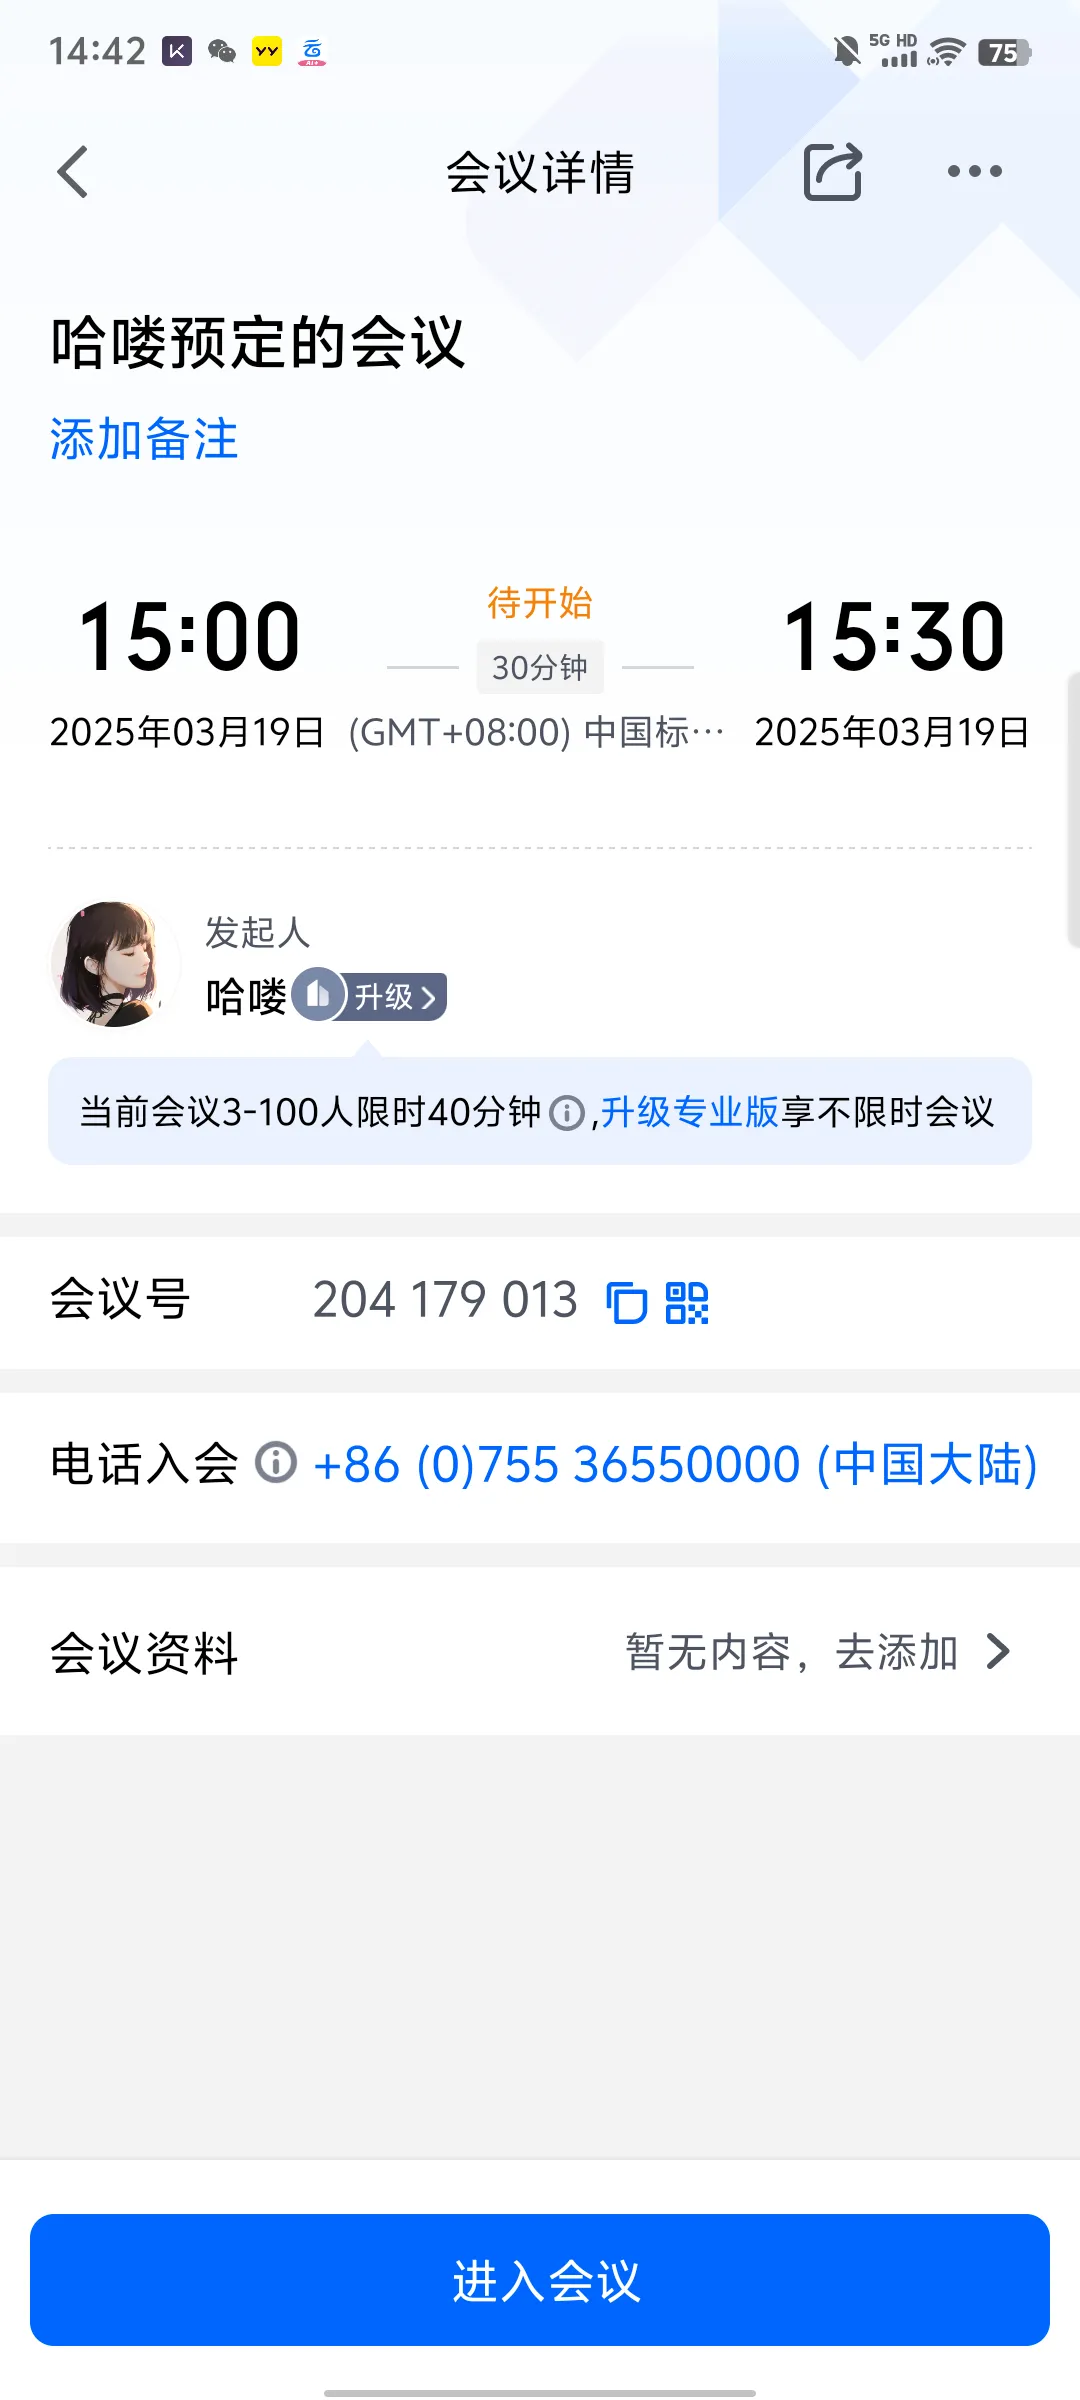 14:42 5G HD 75
会议详情
哈喽预定的会议
添加备注
15:00 待开始 15:30
30分钟
2025年03月19日 (GMT+08:00) 中国标… 2025年03月19日
发起人
哈喽 升级
当前会议3-100人限时40分钟,升级专业版享不限时会议
会议号 204 179 013
电话入会 +86 (0)755 36550000 (中国大陆)
会议资料 暂无内容，去添加
进入会议